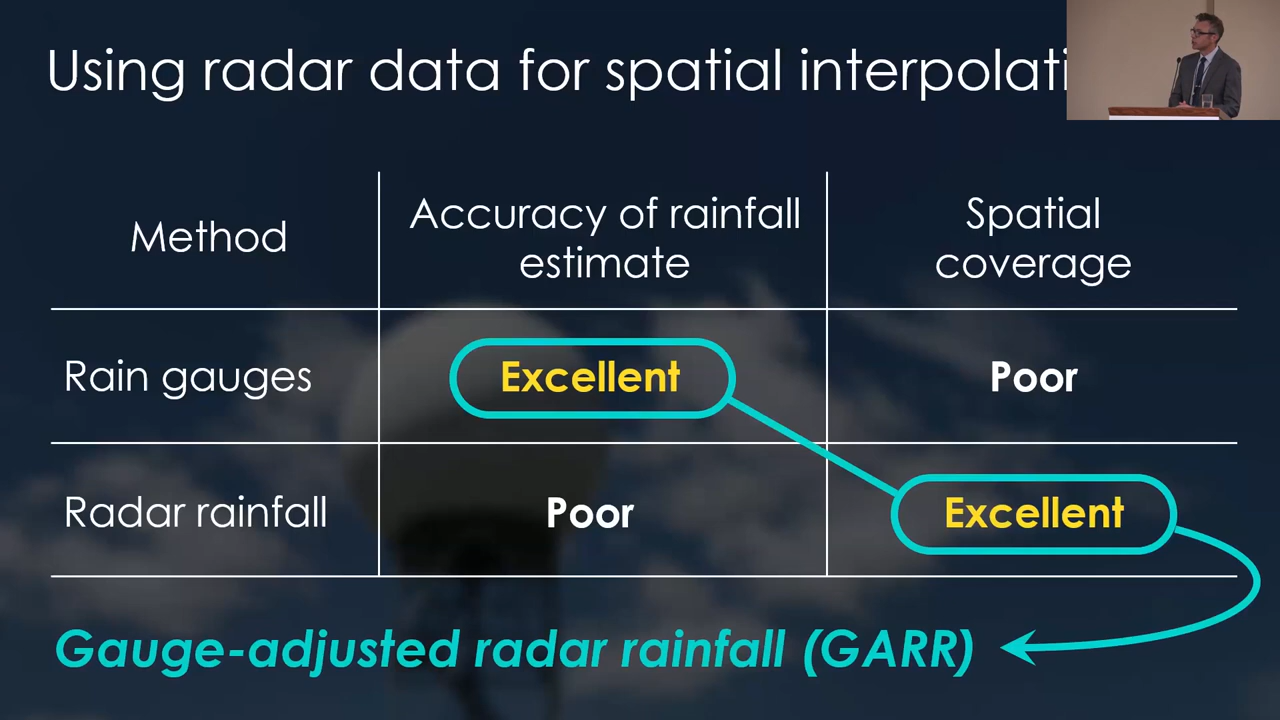 Using radar data for spatial interpolati
Method
Accuracy of rainfall
estimate
Spatial
coverage
Rain gauges
Excellent
Poor
Radar rainfall
Poor
Excellent
Gauge-adjusted radar rainfall (GARR)